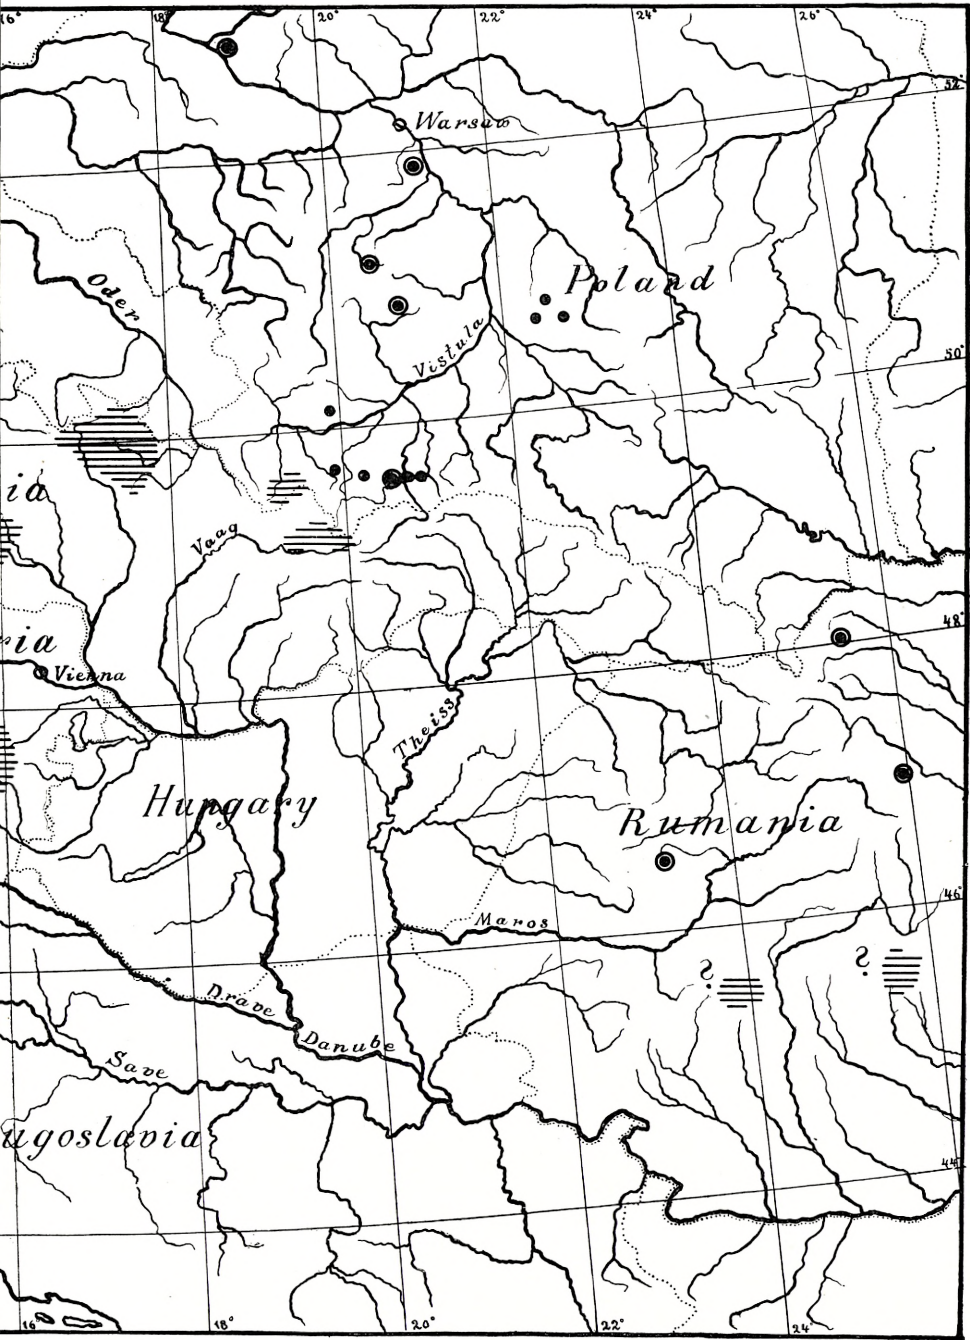 16°
18°
20°
22°
24°
26°
52°
Warsaw
Oder
Poland
Vistula
50°
ia
Vaag
48°
ria
Vienna
Theiss
Hungary
Rumania
46°
Maros
?
?
Drave
Danube
Save
ugoslavia
44°
16
18°
20°
22°
24